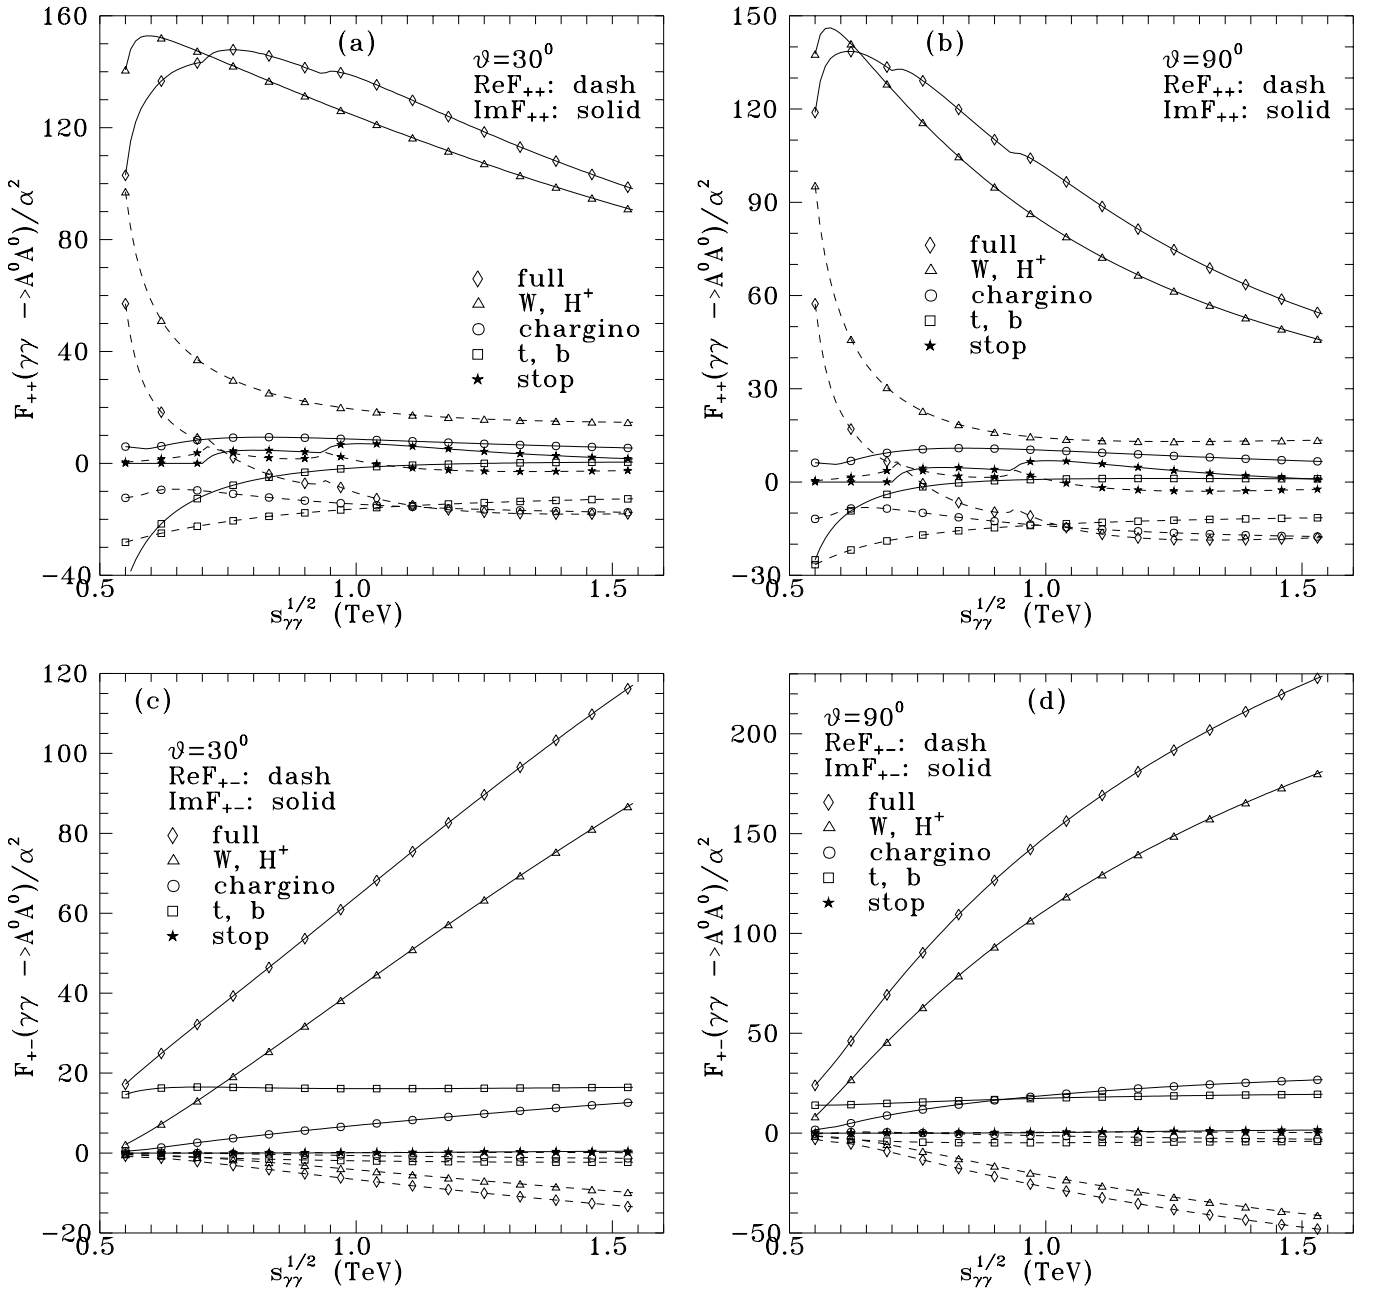 (a)
ϑ=30⁰
ReF₊₊: dash
ImF₊₊: solid
full
W, H⁺
chargino
t, b
stop
160
120
80
40
0
−40
0.5
1.0
1.5
F₊₊(γγ −>A⁰A⁰)/α²
s_γγ^1/2 (TeV)
(b)
ϑ=90⁰
ReF₊₊: dash
ImF₊₊: solid
full
W, H⁺
chargino
t, b
stop
150
120
90
60
30
0
−30
0.5
1.0
1.5
F₊₊(γγ −>A⁰A⁰)/α²
s_γγ^1/2 (TeV)
(c)
ϑ=30⁰
ReF₊₋: dash
ImF₊₋: solid
full
W, H⁺
chargino
t, b
stop
120
100
80
60
40
20
0
−20
0.5
1.0
1.5
F₊₋(γγ −>A⁰A⁰)/α²
s_γγ^1/2 (TeV)
(d)
ϑ=90⁰
ReF₊₋: dash
ImF₊₋: solid
full
W, H⁺
chargino
t, b
stop
200
150
100
50
0
−50
0.5
1.0
1.5
F₊₋(γγ −>A⁰A⁰)/α²
s_γγ^1/2 (TeV)